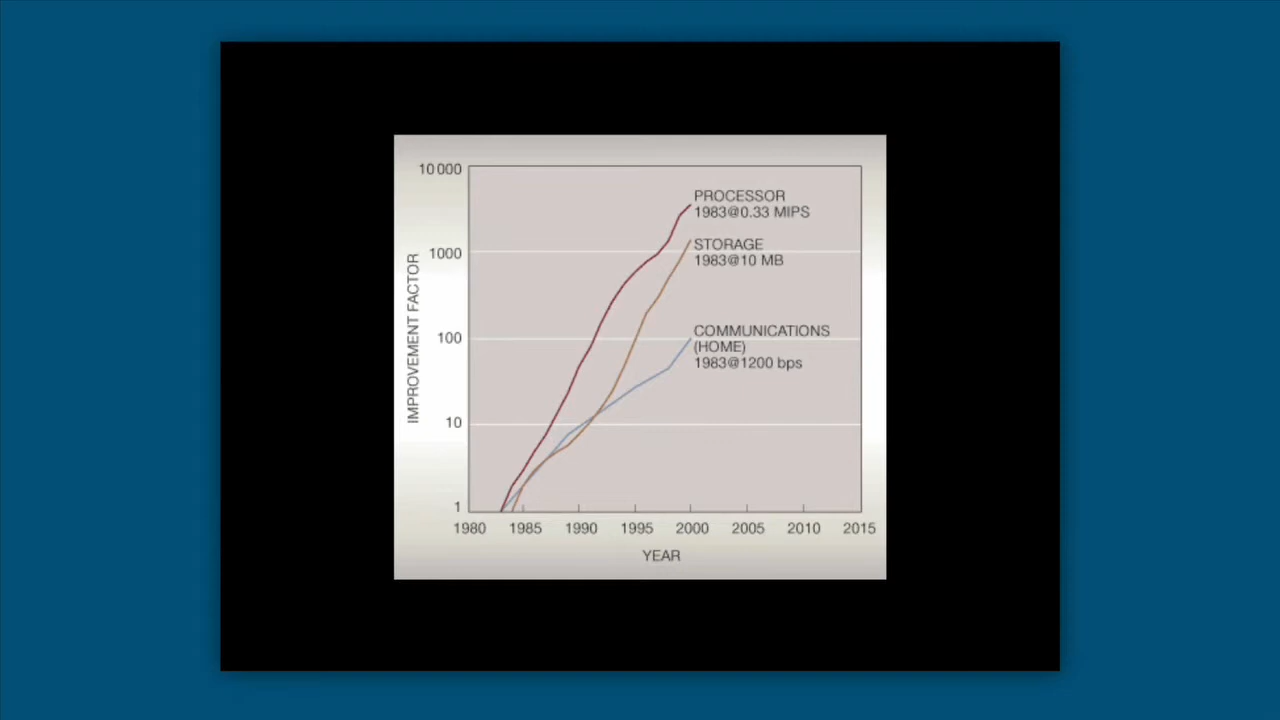 10 000
1000
100
10
1
IMPROVEMENT FACTOR
PROCESSOR
1983@0.33 MIPS
STORAGE
1983@10 MB
COMMUNICATIONS
(HOME)
1983@1200 bps
1980 1985 1990 1995 2000 2005 2010 2015
YEAR